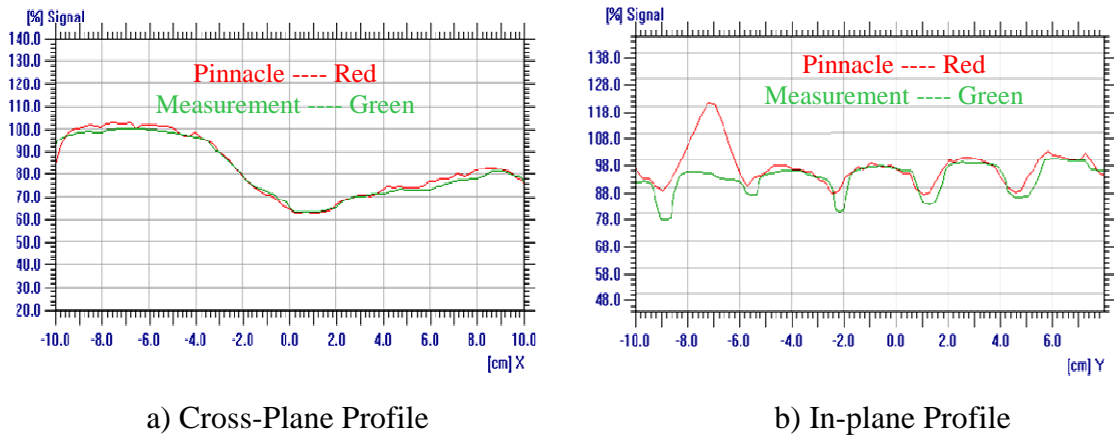 [%] Signal
140.0
130.0
120.0
110.0
100.0
90.0
80.0
70.0
60.0
50.0
40.0
30.0
20.0
-10.0 -8.0 -6.0 -4.0 -2.0 0.0 2.0 4.0 6.0 8.0 10.0
[cm] X
Pinnacle ---- Red
Measurement ---- Green
a) Cross-Plane Profile
[%] Signal
138.0
128.0
118.0
108.0
98.0
88.0
78.0
68.0
58.0
48.0
-10.0 -8.0 -6.0 -4.0 -2.0 0.0 2.0 4.0 6.0
[cm] Y
Pinnacle ---- Red
Measurement ---- Green
b) In-plane Profile